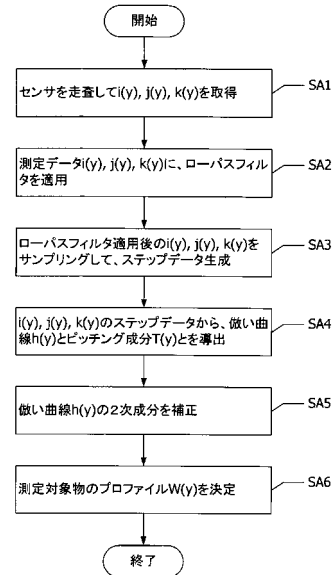 開始
センサを走査してi(y), j(y), k(y)を取得
SA1
測定データi(y), j(y), k(y)に、ローパスフィル
タを適用
SA2
ローパスフィルタ適用後のi(y), j(y), k(y)を
サンプリングして、ステップデータ生成
SA3
i(y), j(y), k(y)のステップデータから、倣い曲
線h(y)とピッチング成分T(y)とを導出
SA4
倣い曲線h(y)の2次成分を補正
SA5
測定対象物のプロファイルW(y)を決定
SA6
終了